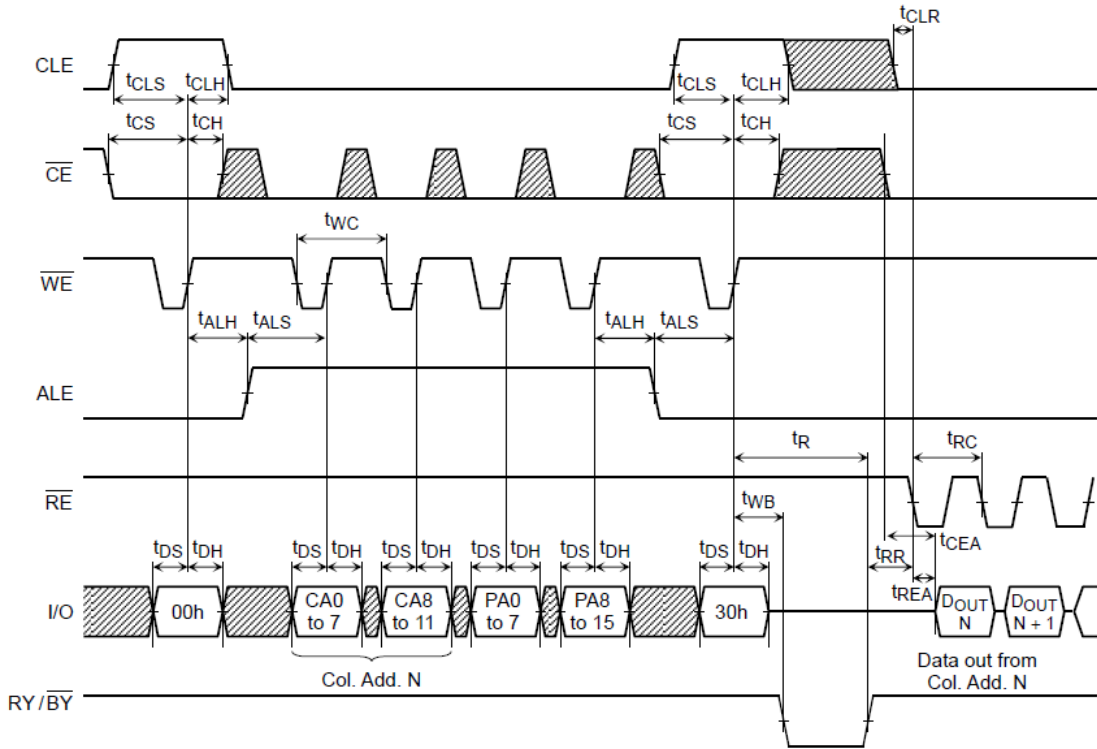 tCLR
CLE
tCLS tCLH tCLS tCLH
tCS tCH tCS tCH
CE
tWC
WE
tALH tALS tALH tALS
ALE
tR tRC
RE
tWB
tCEA
tDS tDH tDS tDH tDS tDH tDS tDH tDS tDH tDS tDH tRR
tREA
I/O 00h CA0 to 7 CA8 to 11 PA0 to 7 PA8 to 15 30h DOUT N DOUT N + 1
Col. Add. N
Data out from
Col. Add. N
RY / BY